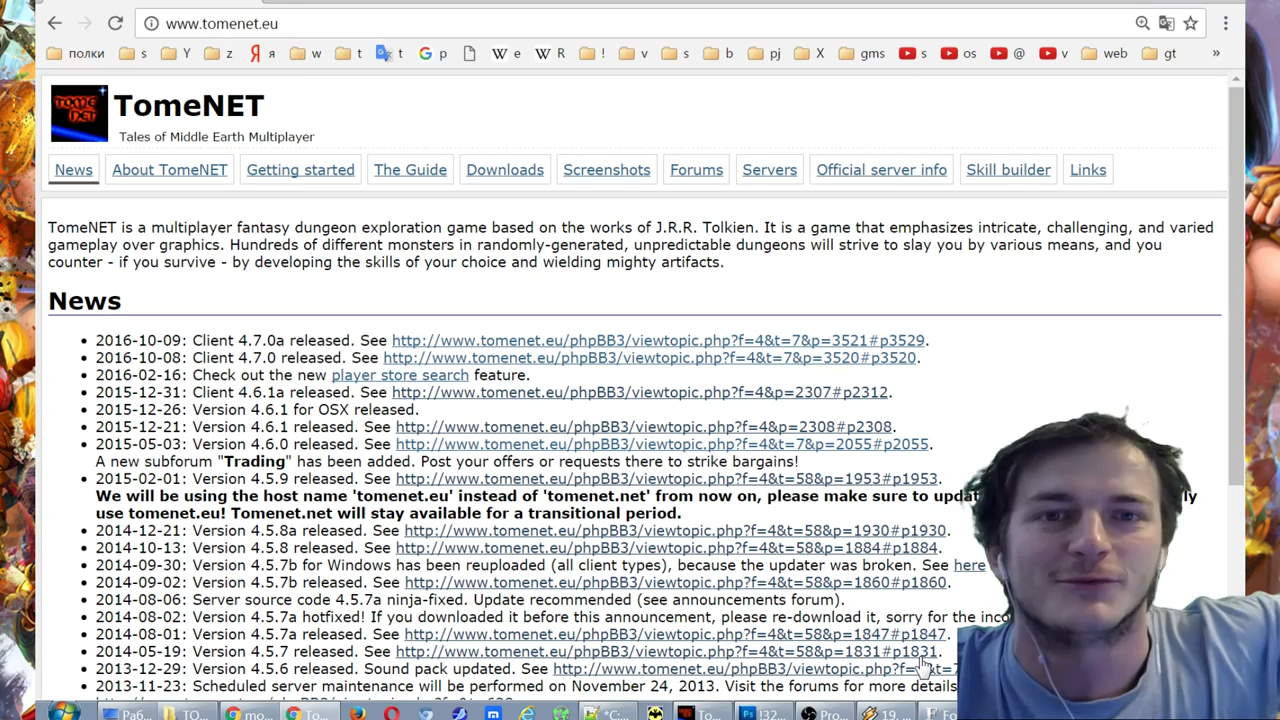 www.tomenet.eu
полки s Y z я w t t p e R ! v s b pj X gms s os @ v web gt »
TomeNET
Tales of Middle Earth Multiplayer
News About TomeNET Getting started The Guide Downloads Screenshots Forums Servers Official server info Skill builder Links
TomeNET is a multiplayer fantasy dungeon exploration game based on the works of J.R.R. Tolkien. It is a game that emphasizes intricate, challenging, and varied
gameplay over graphics. Hundreds of different monsters in randomly-generated, unpredictable dungeons will strive to slay you by various means, and you
counter - if you survive - by developing the skills of your choice and wielding mighty artifacts.
News
2016-10-09: Client 4.7.0a released. See http://www.tomenet.eu/phpBB3/viewtopic.php?f=4&t=7&p=3521#p3529.
2016-10-08: Client 4.7.0 released. See http://www.tomenet.eu/phpBB3/viewtopic.php?f=4&t=7&p=3520#p3520.
2016-02-16: Check out the new player store search feature.
2015-12-31: Client 4.6.1a released. See http://www.tomenet.eu/phpBB3/viewtopic.php?f=4&p=2307#p2312.
2015-12-26: Version 4.6.1 for OSX released.
2015-12-21: Version 4.6.1 released. See http://www.tomenet.eu/phpBB3/viewtopic.php?f=4&p=2308#p2308.
2015-05-03: Version 4.6.0 released. See http://www.tomenet.eu/phpBB3/viewtopic.php?f=4&t=7&p=2055#p2055.
A new subforum "Trading" has been added. Post your offers or requests there to strike bargains!
2015-02-01: Version 4.5.9 released. See http://www.tomenet.eu/phpBB3/viewtopic.php?f=4&t=58&p=1953#p1953.
We will be using the host name 'tomenet.eu' instead of 'tomenet.net' from now on, please make sure to
use tomenet.eu! Tomenet.net will stay available for a transitional period.
2014-12-21: Version 4.5.8a released. See http://www.tomenet.eu/phpBB3/viewtopic.php?f=4&t=58&p=1930#p1930.
2014-10-13: Version 4.5.8 released. See http://www.tomenet.eu/phpBB3/viewtopic.php?f=4&t=58&p=1884#p1884.
2014-09-30: Version 4.5.7b for Windows has been reuploaded (all client types), because the updater was broken. See here
2014-09-02: Version 4.5.7b released. See http://www.tomenet.eu/phpBB3/viewtopic.php?f=4&t=58&p=1860#p1860.
2014-08-06: Server source code 4.5.7a ninja-fixed. Update recommended (see announcements forum).
2014-08-02: Version 4.5.7a hotfixed! If you downloaded it before this announcement, please re-download it, sorry for the
2014-08-01: Version 4.5.7a released. See http://www.tomenet.eu/phpBB3/viewtopic.php?f=4&t=58&p=1847#p1847.
2014-05-19: Version 4.5.7 released. See http://www.tomenet.eu/phpBB3/viewtopic.php?f=4&t=58&p=1831#p1831.
2013-12-29: Version 4.5.6 released. Sound pack updated. See http://www.tomenet.eu/phpBB3/viewtopic.php?f=
2013-11-23: Scheduled server maintenance will be performed on November 24, 2013. Visit the forums for more details